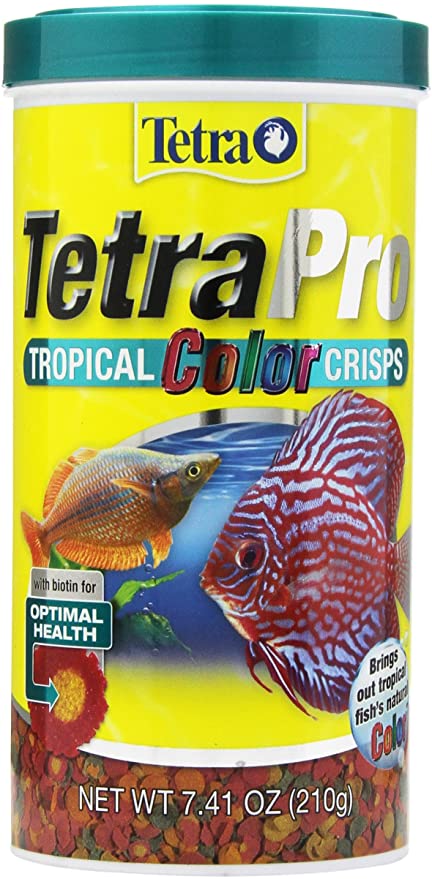 Tetra
TetraPro
TROPICAL Color CRISPS
with biotin for
OPTIMAL
HEALTH
Brings
out tropical
fish's natural
Color
NET WT 7.41 OZ (210g)